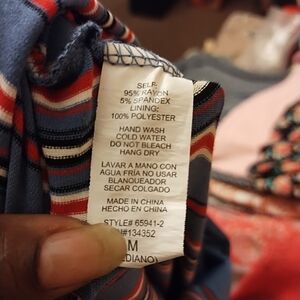 SELF:
95% RAYON
5% SPANDEX
LINING:
100% POLYESTER
HAND WASH
COLD WATER
DO NOT BLEACH
HANG DRY
LAVAR A MANO CON
AGUA FRIA NO USAR
BLANQUEADOR
SECAR COLGADO
MADE IN CHINA
HECHO EN CHINA
STYLE# 65941-2
#134352
M
EDIANO)